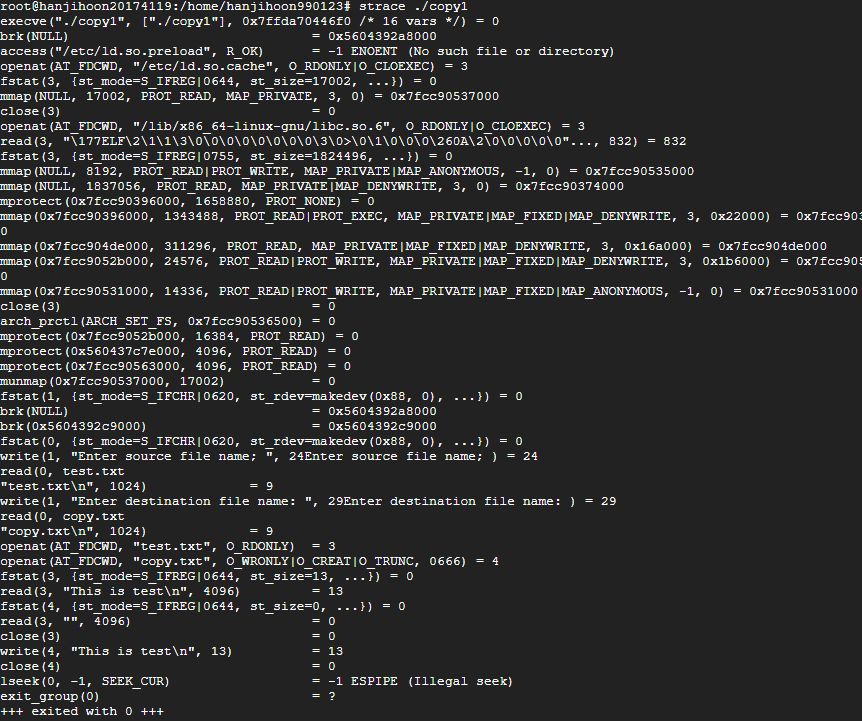 root@hanjihoon20174119:/home/hanjihoon990123# strace ./copy1
execve("./copy1", ["./copy1"], 0x7ffda70446f0 /* 16 vars */) = 0
brk(NULL)                               = 0x5604392a8000
access("/etc/ld.so.preload", R_OK)      = -1 ENOENT (No such file or directory)
openat(AT_FDCWD, "/etc/ld.so.cache", O_RDONLY|O_CLOEXEC) = 3
fstat(3, {st_mode=S_IFREG|0644, st_size=17002, ...}) = 0
mmap(NULL, 17002, PROT_READ, MAP_PRIVATE, 3, 0) = 0x7fcc90537000
close(3)                                = 0
openat(AT_FDCWD, "/lib/x86_64-linux-gnu/libc.so.6", O_RDONLY|O_CLOEXEC) = 3
read(3, "\177ELF\2\1\1\3\0\0\0\0\0\0\0\0\3\0>\0\1\0\0\0\260A\2\0\0\0\0\0"..., 832) = 832
fstat(3, {st_mode=S_IFREG|0755, st_size=1824496, ...}) = 0
mmap(NULL, 8192, PROT_READ|PROT_WRITE, MAP_PRIVATE|MAP_ANONYMOUS, -1, 0) = 0x7fcc90535000
mmap(NULL, 1837056, PROT_READ, MAP_PRIVATE|MAP_DENYWRITE, 3, 0) = 0x7fcc90374000
mprotect(0x7fcc90396000, 1658880, PROT_NONE) = 0
mmap(0x7fcc90396000, 1343488, PROT_READ|PROT_EXEC, MAP_PRIVATE|MAP_FIXED|MAP_DENYWRITE, 3, 0x22000) = 0x7fcc903
0
mmap(0x7fcc904de000, 311296, PROT_READ, MAP_PRIVATE|MAP_FIXED|MAP_DENYWRITE, 3, 0x16a000) = 0x7fcc904de000
mmap(0x7fcc9052b000, 24576, PROT_READ|PROT_WRITE, MAP_PRIVATE|MAP_FIXED|MAP_DENYWRITE, 3, 0x1b6000) = 0x7fcc905
0
mmap(0x7fcc90531000, 14336, PROT_READ|PROT_WRITE, MAP_PRIVATE|MAP_FIXED|MAP_ANONYMOUS, -1, 0) = 0x7fcc90531000
close(3)                                = 0
arch_prctl(ARCH_SET_FS, 0x7fcc90536500) = 0
mprotect(0x7fcc9052b000, 16384, PROT_READ) = 0
mprotect(0x560437c7e000, 4096, PROT_READ) = 0
mprotect(0x7fcc90563000, 4096, PROT_READ) = 0
munmap(0x7fcc90537000, 17002)           = 0
fstat(1, {st_mode=S_IFCHR|0620, st_rdev=makedev(0x88, 0), ...}) = 0
brk(NULL)                               = 0x5604392a8000
brk(0x5604392c9000)                     = 0x5604392c9000
fstat(0, {st_mode=S_IFCHR|0620, st_rdev=makedev(0x88, 0), ...}) = 0
write(1, "Enter source file name; ", 24Enter source file name; ) = 24
read(0, test.txt
"test.txt\n", 1024)             = 9
write(1, "Enter destination file name: ", 29Enter destination file name: ) = 29
read(0, copy.txt
"copy.txt\n", 1024)             = 9
openat(AT_FDCWD, "test.txt", O_RDONLY)  = 3
openat(AT_FDCWD, "copy.txt", O_WRONLY|O_CREAT|O_TRUNC, 0666) = 4
fstat(3, {st_mode=S_IFREG|0644, st_size=13, ...}) = 0
read(3, "This is test\n", 4096)         = 13
fstat(4, {st_mode=S_IFREG|0644, st_size=0, ...}) = 0
read(3, "", 4096)                       = 0
close(3)                                = 0
write(4, "This is test\n", 13)          = 13
close(4)                                = 0
lseek(0, -1, SEEK_CUR)                  = -1 ESPIPE (Illegal seek)
exit_group(0)                           = ?
+++ exited with 0 +++